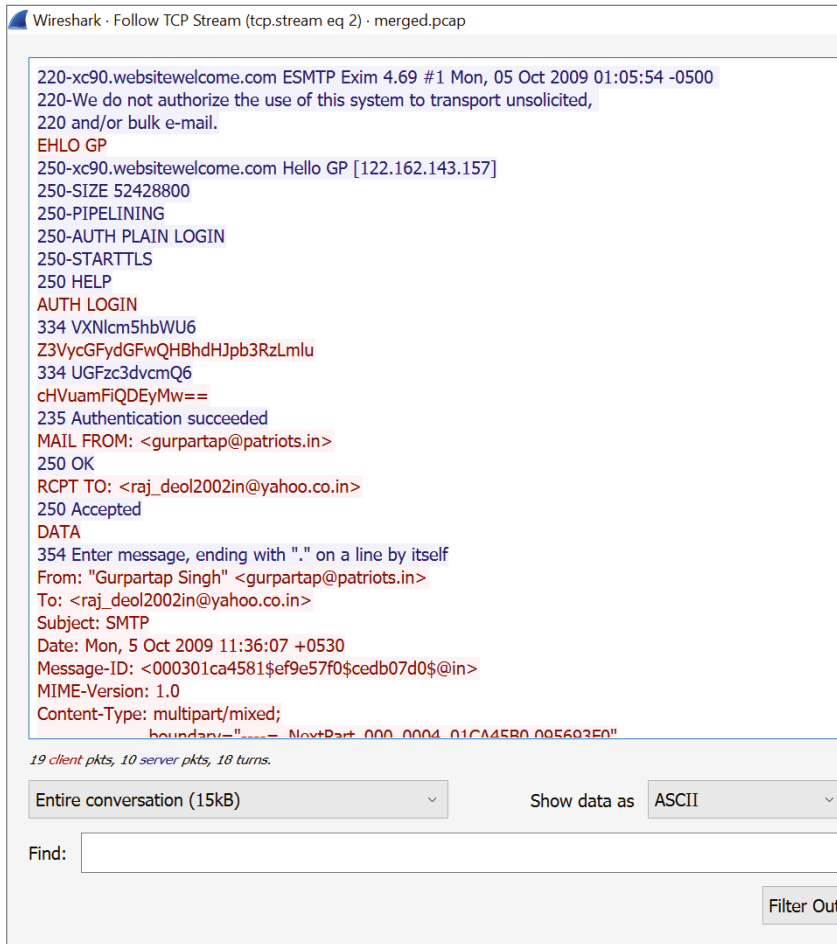 Wireshark · Follow TCP Stream (tcp.stream eq 2) · merged.pcap
220-xc90.websitewelcome.com ESMTP Exim 4.69 #1 Mon, 05 Oct 2009 01:05:54 -0500
220-We do not authorize the use of this system to transport unsolicited,
220 and/or bulk e-mail.
EHLO GP
250-xc90.websitewelcome.com Hello GP [122.162.143.157]
250-SIZE 52428800
250-PIPELINING
250-AUTH PLAIN LOGIN
250-STARTTLS
250 HELP
AUTH LOGIN
334 VXNlcm5hbWU6
Z3VycGFydGFwQHBhdHJpb3RzLmlu
334 UGFzc3dvcmQ6
cHVuamFiQDEyMw==
235 Authentication succeeded
MAIL FROM: <gurpartap@patriots.in>
250 OK
RCPT TO: <raj_deol2002in@yahoo.co.in>
250 Accepted
DATA
354 Enter message, ending with "." on a line by itself
From: "Gurpartap Singh" <gurpartap@patriots.in>
To: <raj_deol2002in@yahoo.co.in>
Subject: SMTP
Date: Mon, 5 Oct 2009 11:36:07 +0530
Message-ID: <000301ca4581$ef9e57f0$cedb07d0$@in>
MIME-Version: 1.0
Content-Type: multipart/mixed;
boundary="----=_NextPart_000_0004_01CA45B0.095693F0"
19 client pkts, 10 server pkts, 18 turns.
Entire conversation (15kB)
Show data as ASCII
Find:
Filter Out